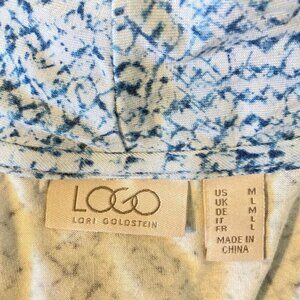 LOGO
LORI GOLDSTEIN
US M
UK L
DE M
IT L
FR L
MADE IN
CHINA